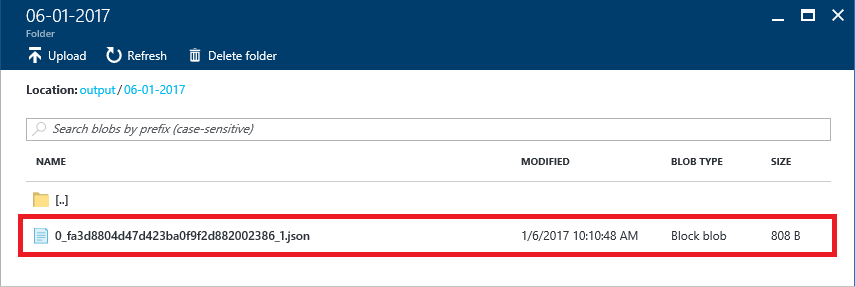 06-01-2017
Folder
Upload Refresh Delete folder
Location: output/06-01-2017
Search blobs by prefix (case-sensitive)
NAME MODIFIED BLOB TYPE SIZE
[..]
0_fa3d8804d47d423ba0f9f2d882002386_1.json 1/6/2017 10:10:48 AM Block blob 808 B